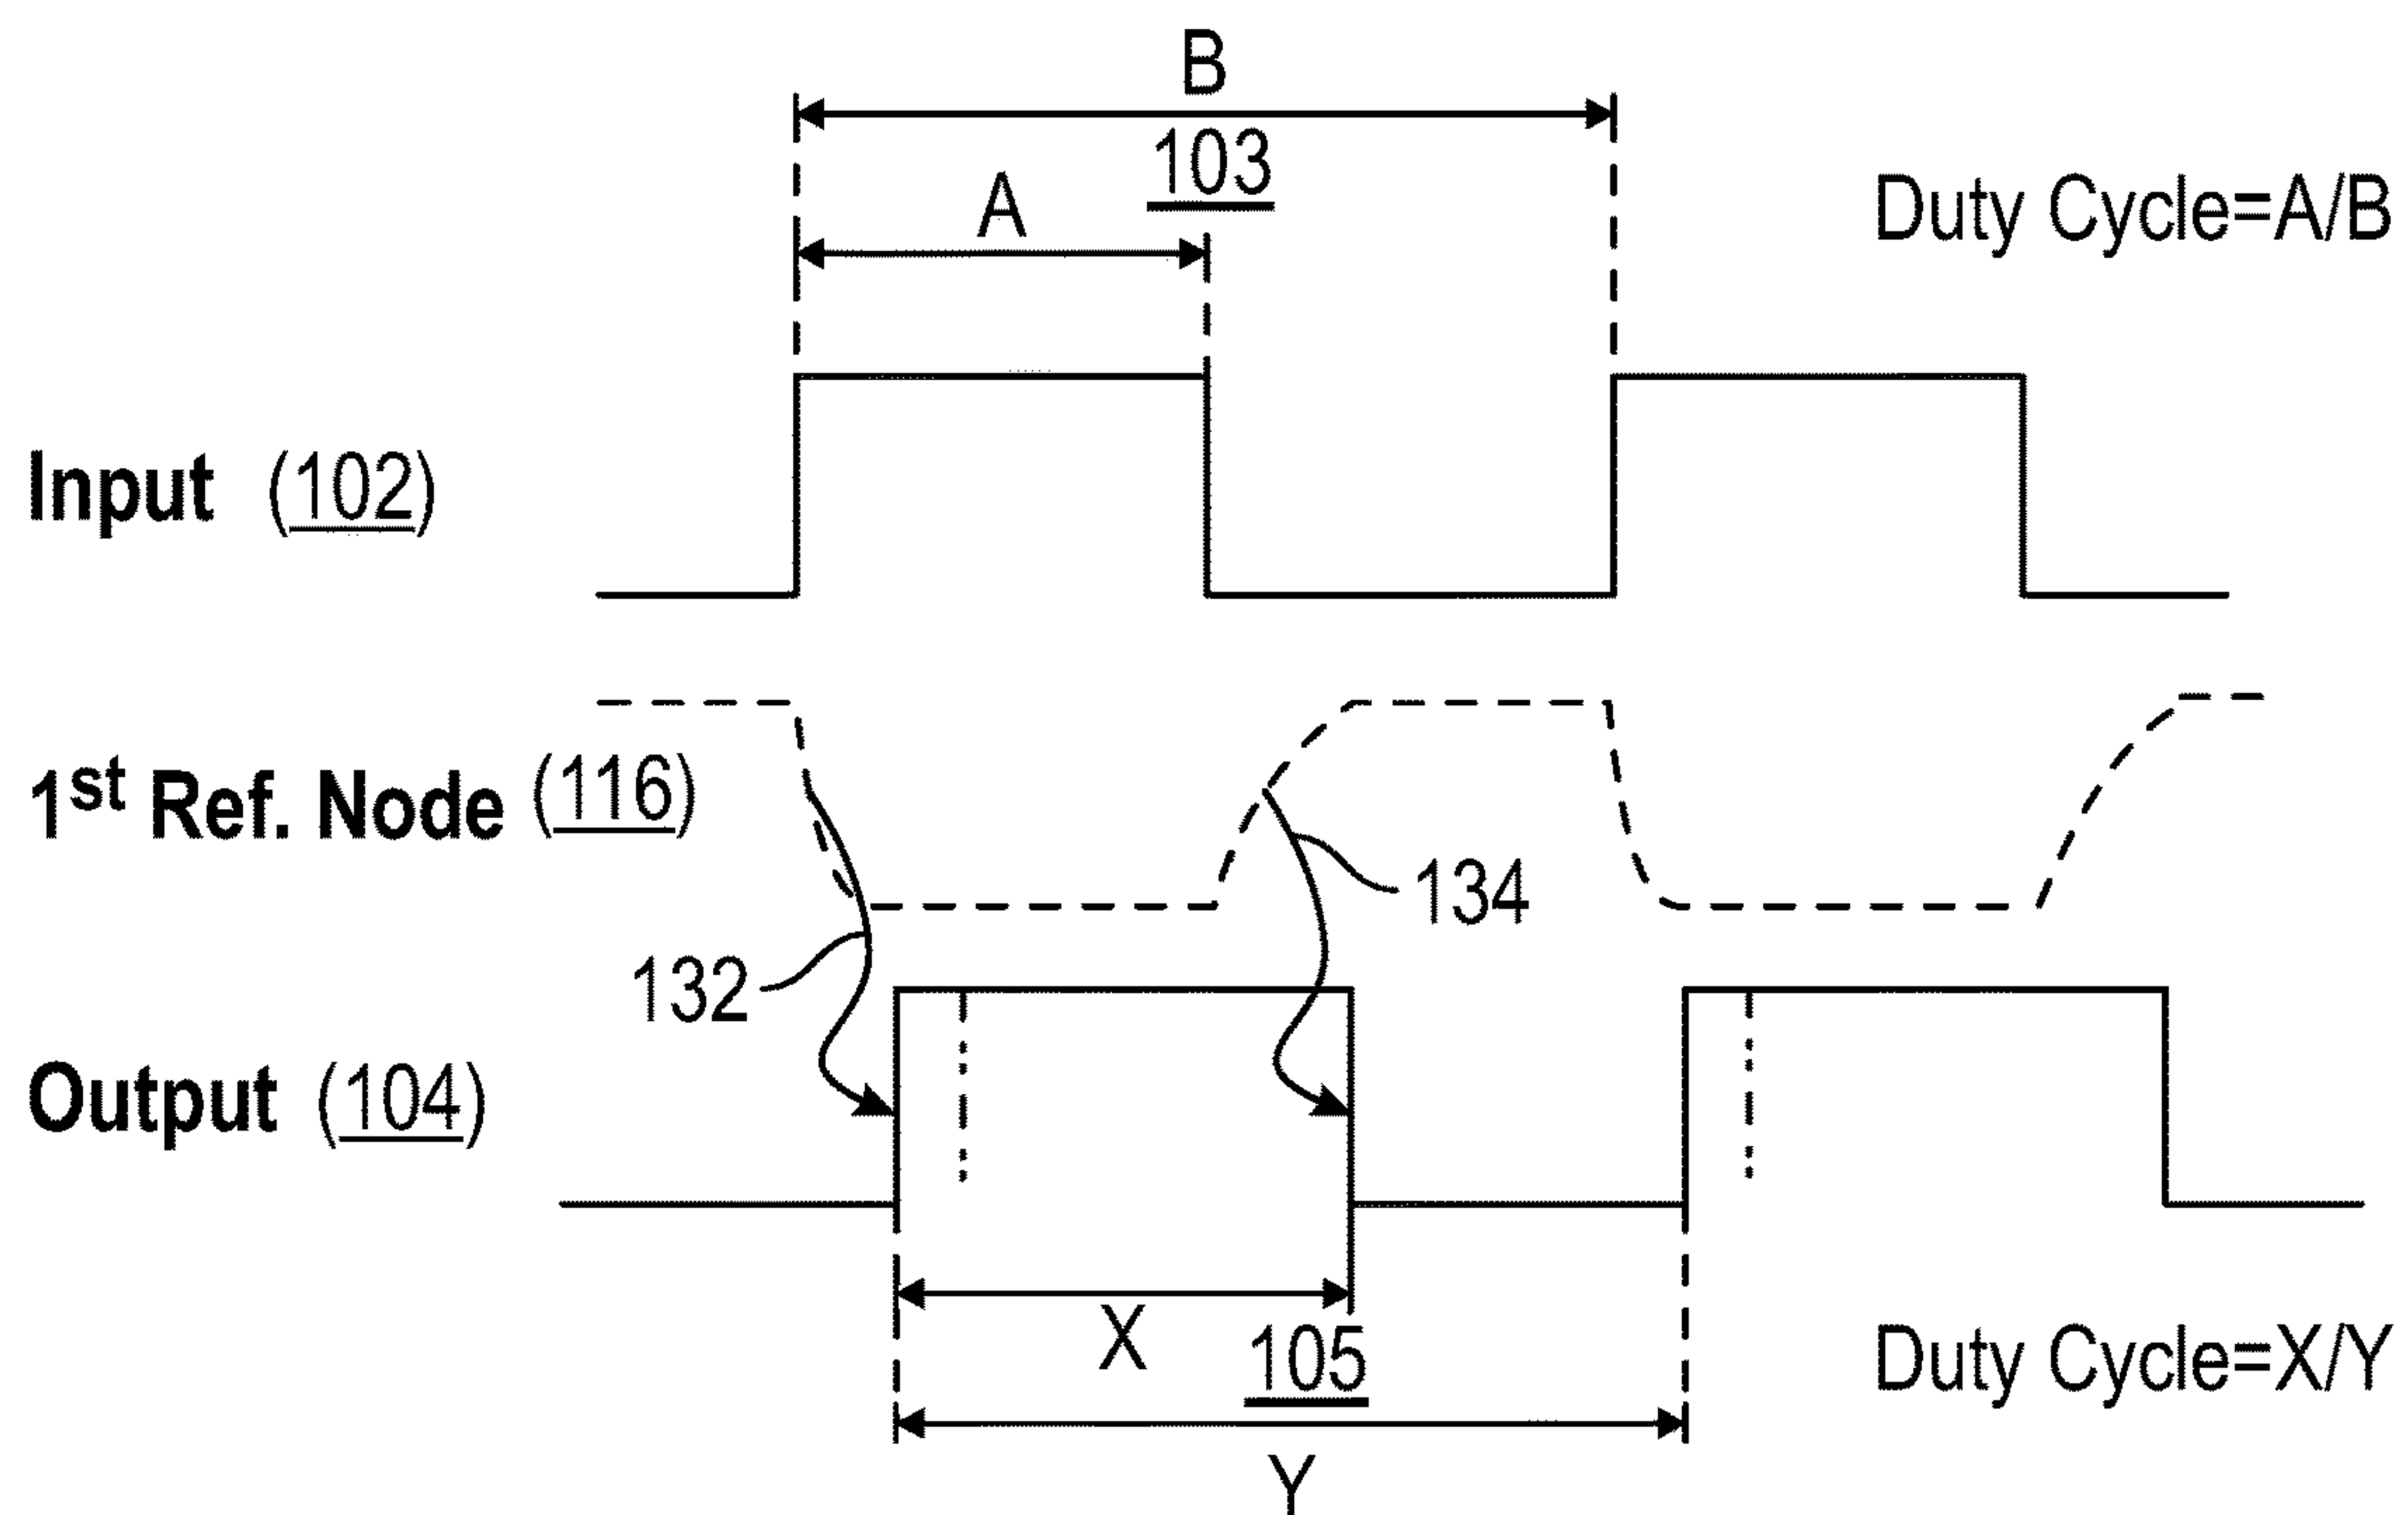 B
103
A
Duty Cycle=A/B
Input (102)
1st Ref. Node (116)
134
132
Output (104)
X
105
Duty Cycle=X/Y
Y